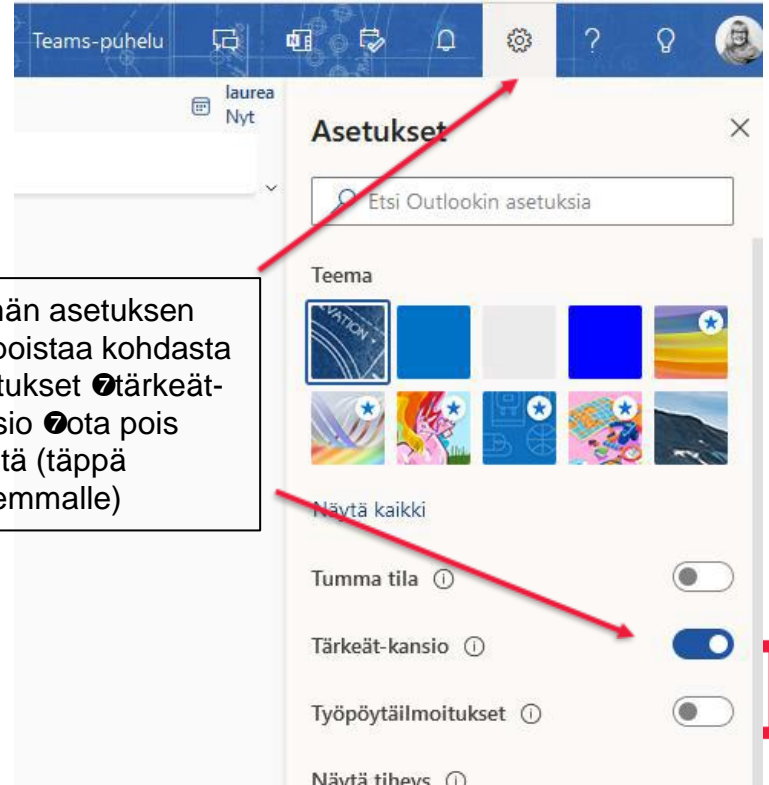 Teams-puhelu
laurea
Nyt
Asetukset
Etsi Outlookin asetuksia
Teema
nän asetuksen
poistaa kohdasta
tukset ❼tärkeät-
sio ❼ota pois
tä (täppä
emmalle)
Näytä kaikki
Tumma tila
Tärkeät-kansio
Työpöytäilmoitukset
Näytä tiheys